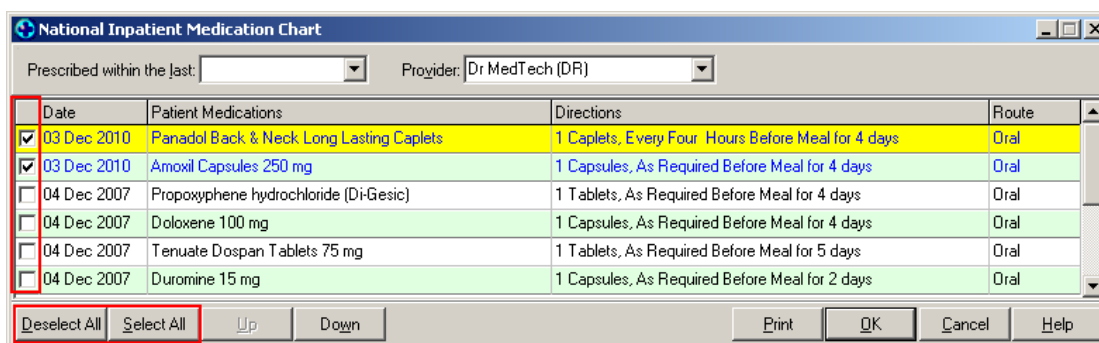 National Inpatient Medication Chart
Prescribed within the last: Provider: Dr MedTech (DR)
Date Patient Medications Directions Route
03 Dec 2010 Panadol Back & Neck Long Lasting Caplets 1 Caplets, Every Four Hours Before Meal for 4 days Oral
03 Dec 2010 Amoxil Capsules 250 mg 1 Capsules, As Required Before Meal for 4 days Oral
04 Dec 2007 Propoxyphene hydrochloride (Di-Gesic) 1 Tablets, As Required Before Meal for 4 days Oral
04 Dec 2007 Doloxene 100 mg 1 Capsules, As Required Before Meal for 4 days Oral
04 Dec 2007 Tenuate Dospan Tablets 75 mg 1 Tablets, As Required Before Meal for 5 days Oral
04 Dec 2007 Duromine 15 mg 1 Capsules, As Required Before Meal for 2 days Oral
Deselect All Select All Up Down Print OK Cancel Help